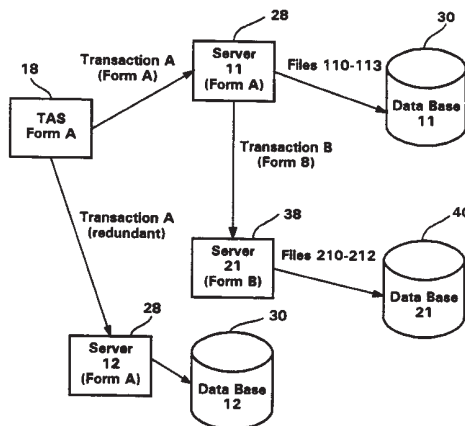 28
30
18
Transaction A
(Form A)
Server
11
(Form A)
Files 110-113
TAS
Form A
Data Base
11
Transaction B
(Form B)
Transaction A
(redundant)
38
40
Server
21
(Form B)
Files 210-212
Data Base
21
28
30
Server
12
(Form A)
Data Base
12